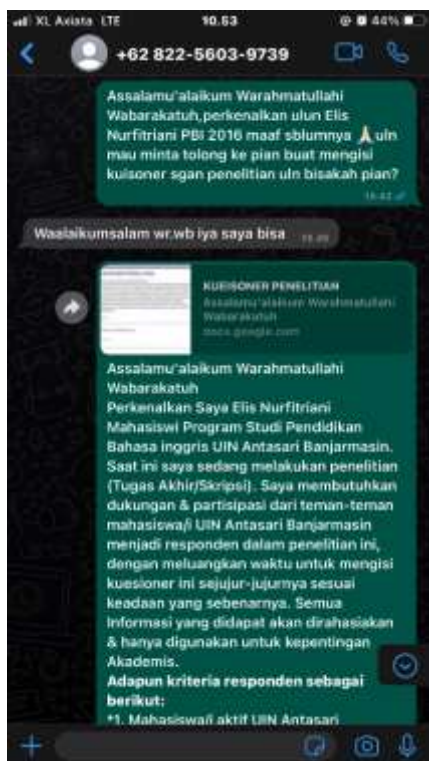 XL Axiata LTE 10.53 44%
+62 822-5603-9739
Assalamu'alaikum Warahmatullahi
Wabarakatuh,perkenalkan ulun Elis
Nurfitriani PBI 2016 maaf sblumnya 🙏🏻 uln
mau minta tolong ke pian buat mengisi
kuisoner sgan penelitian uln bisakah pian?
Waalaikumsalam wr,wb iya saya bisa
KUEISONER PENELITIAN
Assalamu'alaikum Warahmatullahi
Wabarakatuh
docs.google.com
Assalamu'alaikum Warahmatullahi
Wabarakatuh
Perkenalkan Saya Elis Nurfitriani
Mahasiswi Program Studi Pendidikan
Bahasa inggris UIN Antasari Banjarmasin.
Saat ini saya sedang melakukan penelitian
(Tugas Akhir/Skripsi). Saya membutuhkan
dukungan & partisipasi dari teman-teman
mahasiswa/i UIN Antasari Banjarmasin
menjadi responden dalam penelitian ini,
dengan meluangkan waktu untuk mengisi
kuesioner ini sejujur-jujurnya sesuai
keadaan yang sebenarnya. Semua
Informasi yang didapat akan dirahasiakan
& hanya digunakan untuk kepentingan
Akademis.
Adapun kriteria responden sebagai
berikut:
*1. Mahasiswa/i aktif UIN Antasari